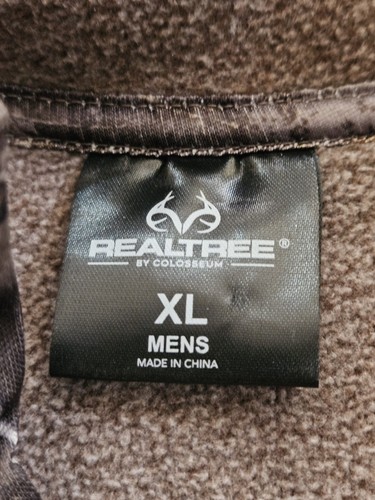 REALTREE®
BY COLOSSEUM
XL
MENS
MADE IN CHINA